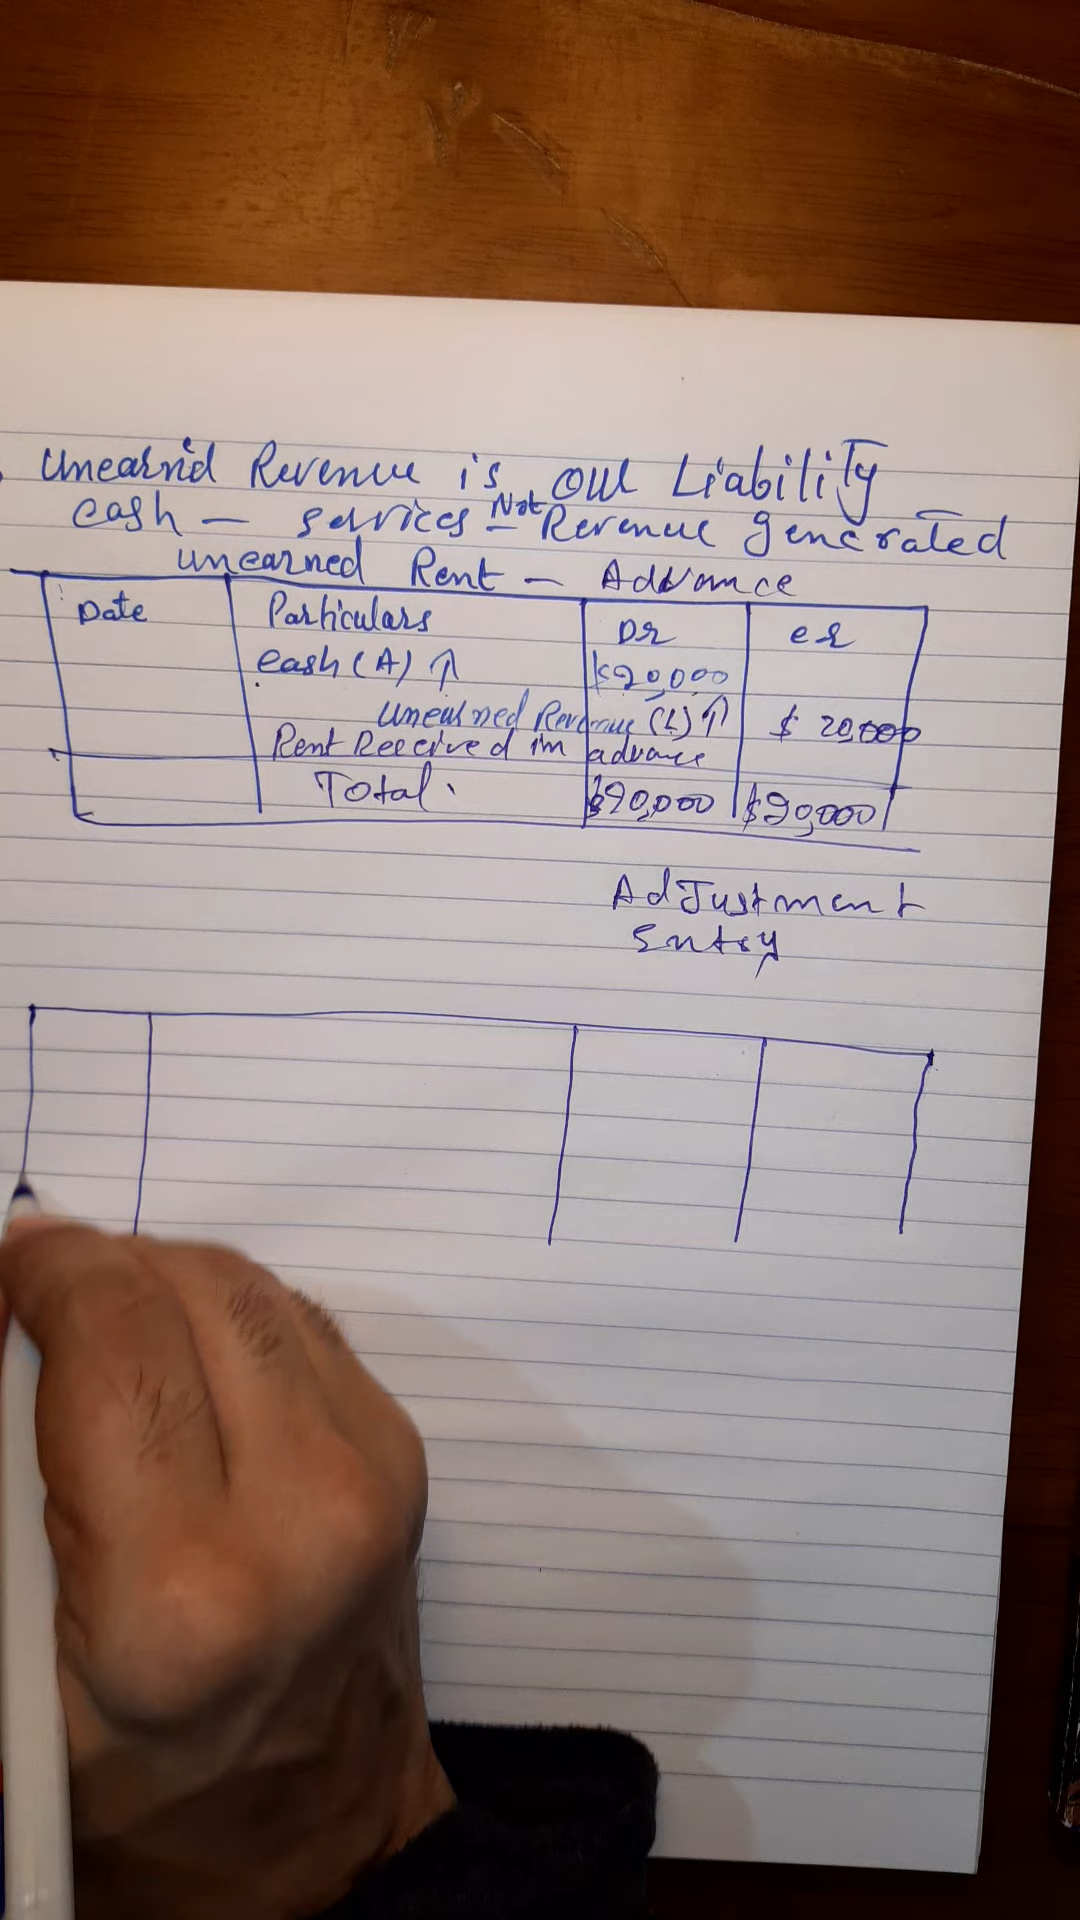 Unearnd Revenue is our Liability
cash – services Not Revenue generated
unearned Rent – Advance
Date Particulars Dr cr
cash (A) ↑ $20,000
unearned Revenue (L) ↑ $ 20,000
Rent Received in advance
Total. $20,000 $20,000
AdJustment
Entry